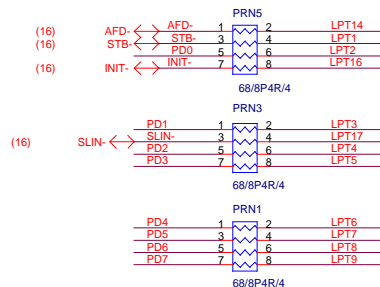 PRN5
(16) AFD- AFD- 1 2 LPT14
(16) STB- STB- 3 4 LPT1
PD0 5 6 LPT2
(16) INIT- INIT- 7 8 LPT16
68/8P4R/4
PRN3
PD1 1 2 LPT3
(16) SLIN- SLIN- 3 4 LPT17
PD2 5 6 LPT4
PD3 7 8 LPT5
68/8P4R/4
PRN1
PD4 1 2 LPT6
PD5 3 4 LPT7
PD6 5 6 LPT8
PD7 7 8 LPT9
68/8P4R/4